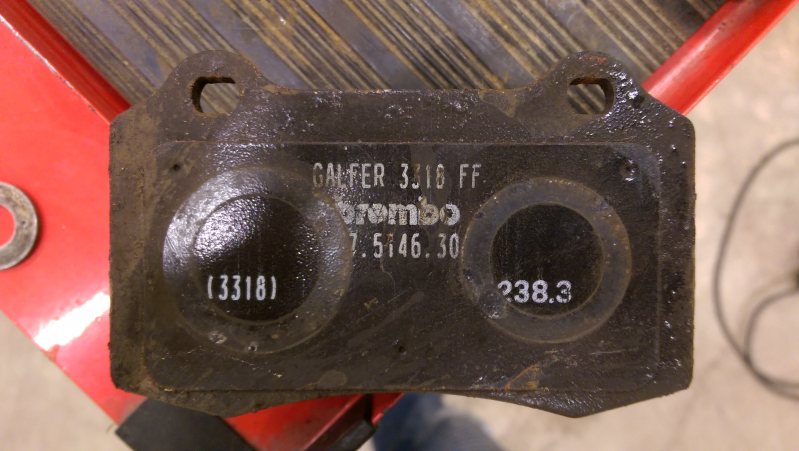 GALFER 3318 FF
brembo
7.5146.30
(3318)
238.3